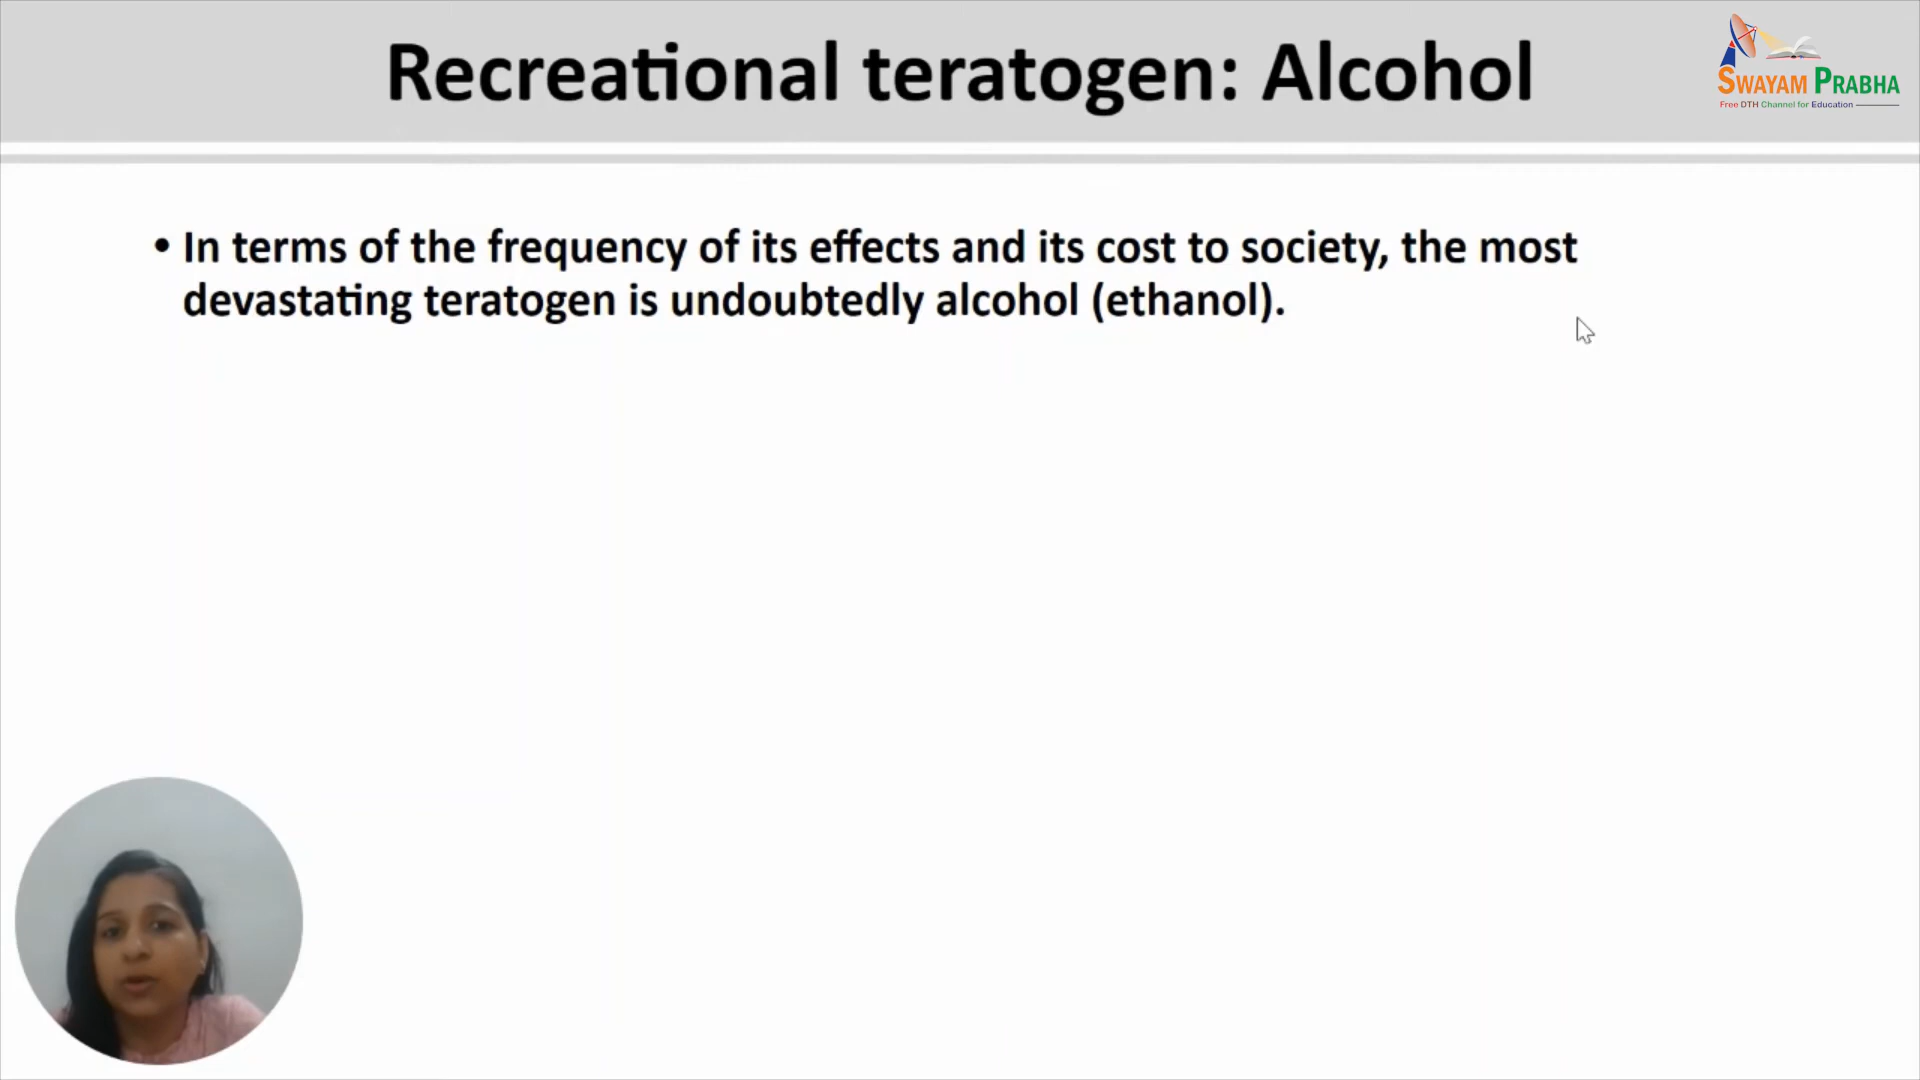 Recreational teratogen: Alcohol
SWAYAM PRABHA
Free DTH Channel for Education
• In terms of the frequency of its effects and its cost to society, the most
devastating teratogen is undoubtedly alcohol (ethanol).